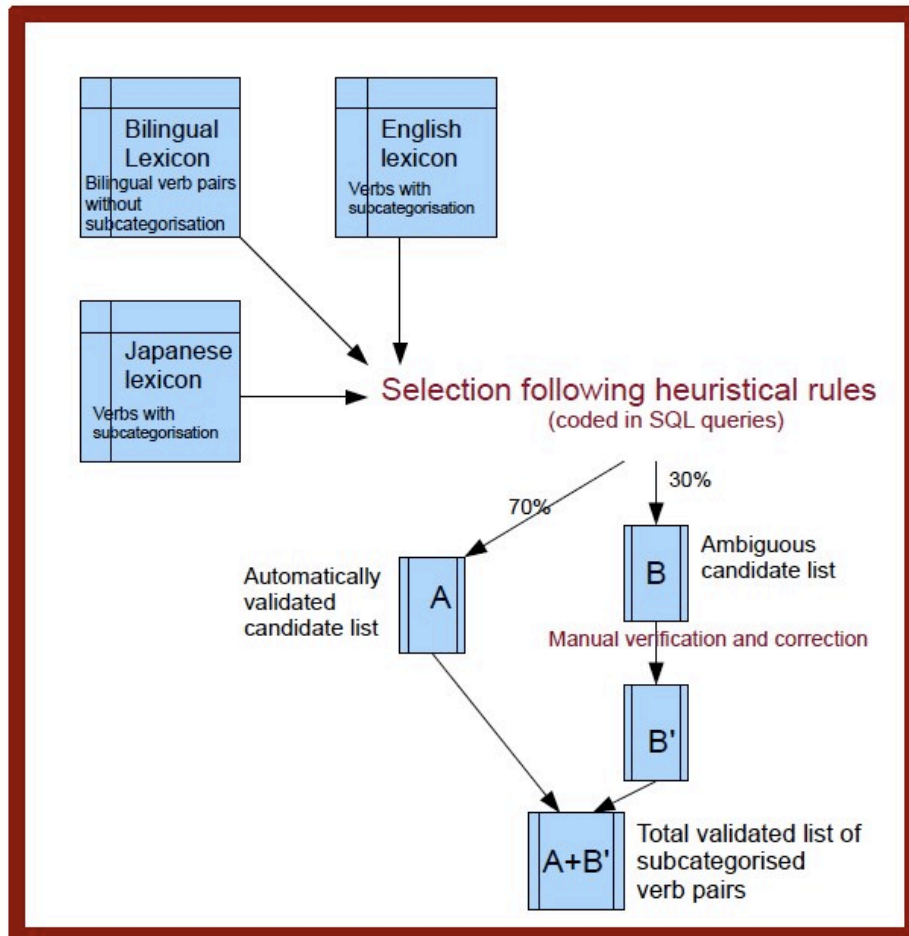 Bilingual
Lexicon
Bilingual verb pairs
without
subcategorisation
English
lexicon
Verbs with
subcategorisation
Japanese
lexicon
Verbs with
subcategorisation
Selection following heuristical rules
(coded in SQL queries)
70%
30%
Automatically
validated
candidate list
A
B
Ambiguous
candidate list
Manual verification and correction
B'
A+B'
Total validated list of
subcategorised
verb pairs